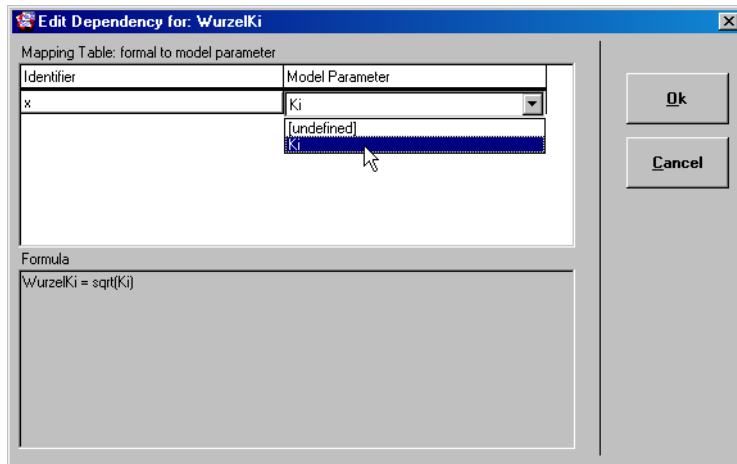 Edit Dependency for: WurzelKi
Mapping Table: formal to model parameter
Identifier Model Parameter
x Ki
[undefined]
Ki
Ok
Cancel
Formula
WurzelKi = sqrt(Ki)